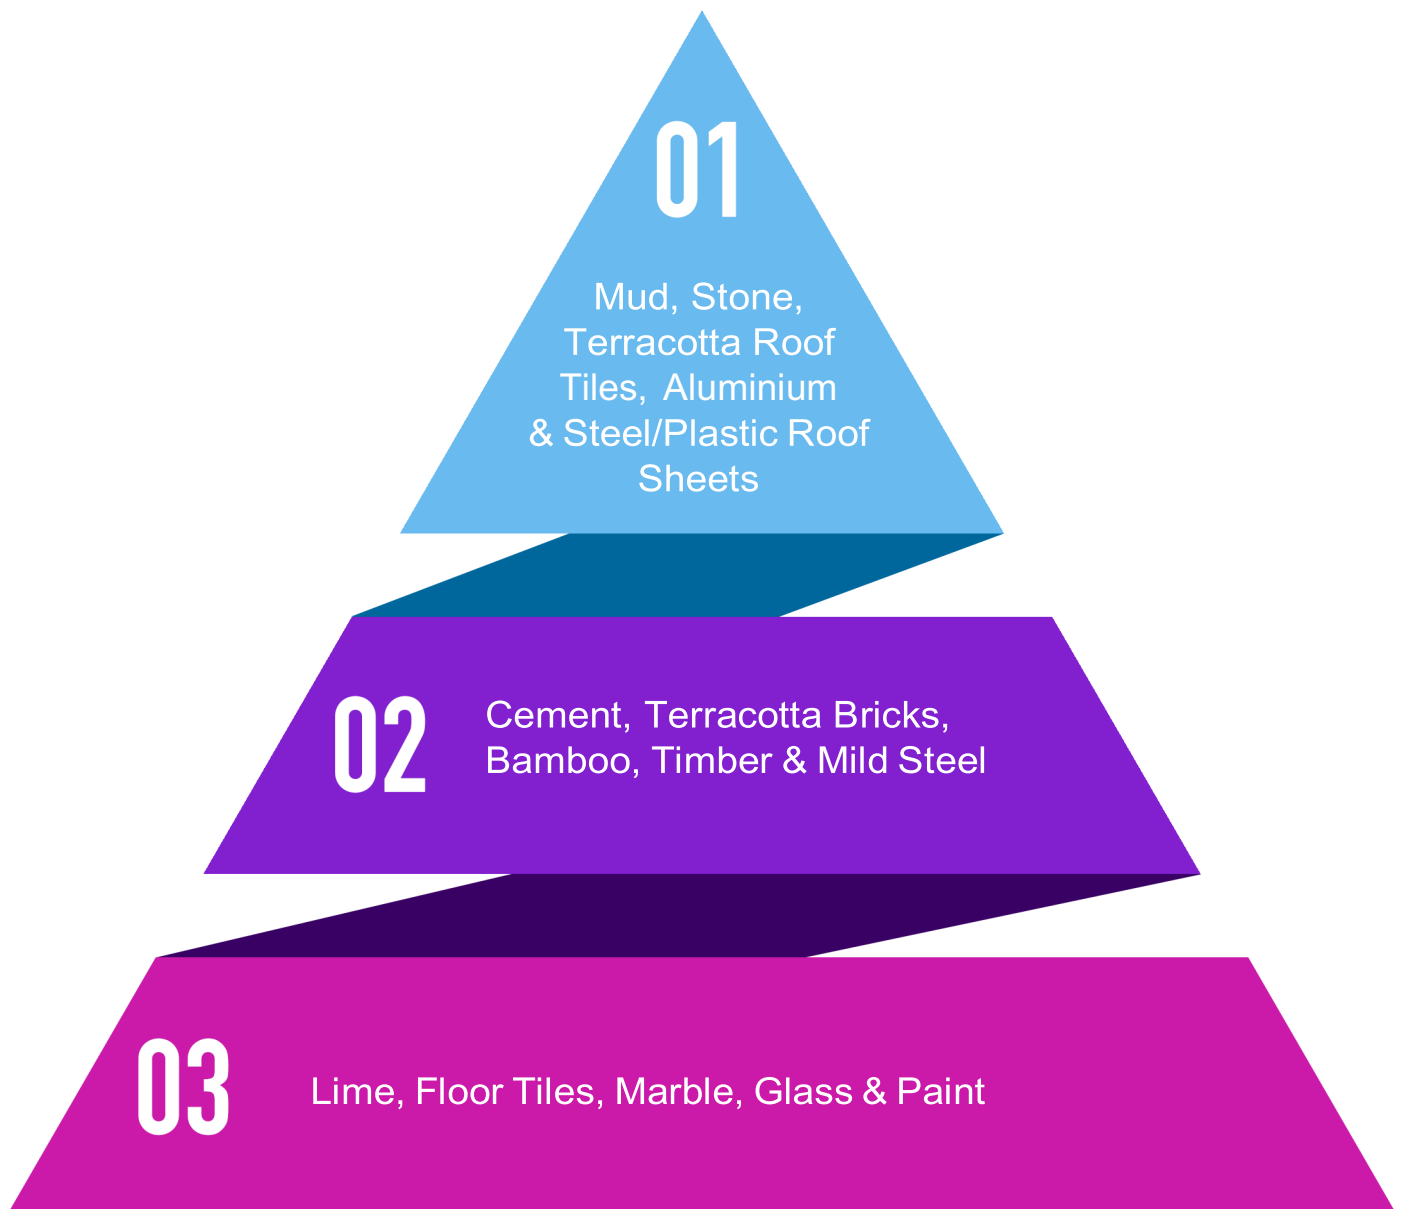 01
Mud, Stone,
Terracotta Roof
Tiles, Aluminium
& Steel/Plastic Roof
Sheets
02
Cement, Terracotta Bricks,
Bamboo, Timber & Mild Steel
03
Lime, Floor Tiles, Marble, Glass & Paint